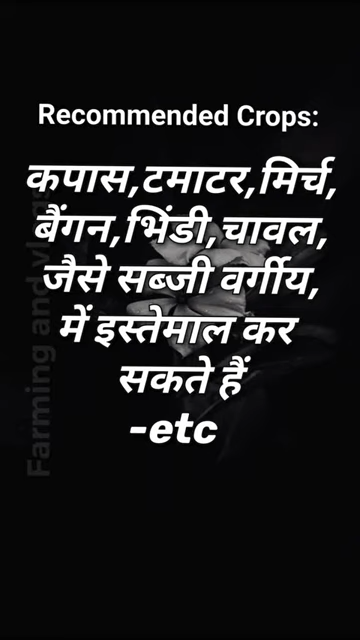 Recommended Crops:
कपास,टमाटर,मिर्च,
बैंगन,भिंडी,चावल,
जैसे सब्जी वर्गीय,
में इस्तेमाल कर
सकते हैं
-etc
Farming and vlogs